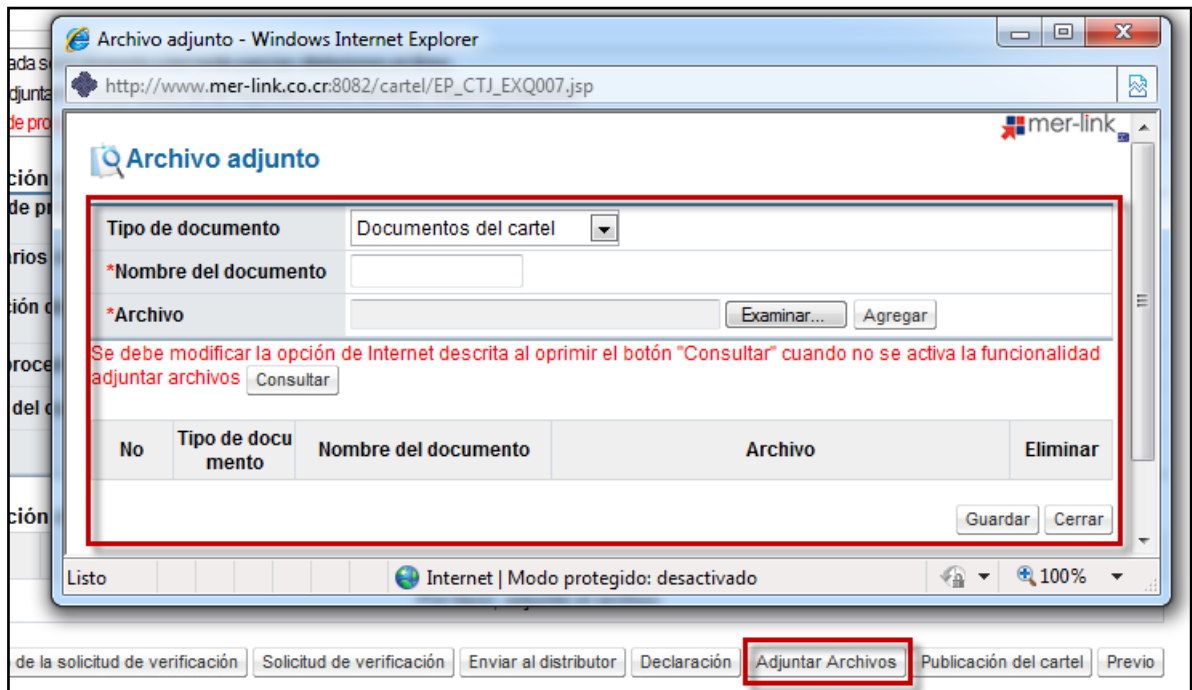 Archivo adjunto - Windows Internet Explorer
http://www.mer-link.co.cr:8082/cartel/EP_CTJ_EXQ007.jsp
mer-link
Archivo adjunto
Tipo de documento Documentos del cartel
*Nombre del documento
*Archivo Examinar... Agregar
Se debe modificar la opción de Internet descrita al oprimir el botón "Consultar" cuando no se activa la funcionalidad
adjuntar archivos Consultar
No Tipo de docu
mento Nombre del documento Archivo Eliminar
Guardar Cerrar
Listo Internet | Modo protegido: desactivado 100%
de la solicitud de verificación Solicitud de verificación Enviar al distributor Declaración Adjuntar Archivos Publicación del cartel Previo